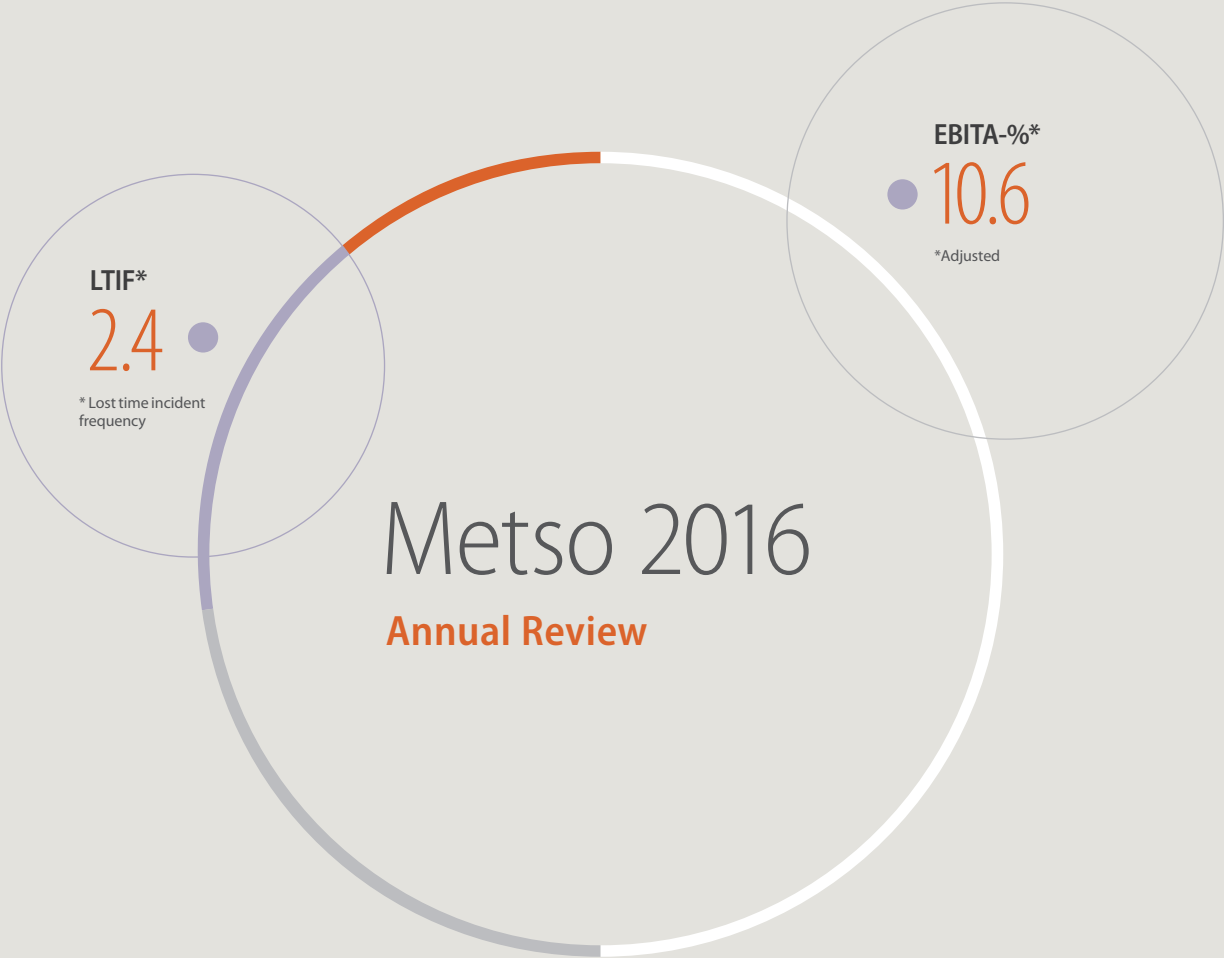 EBITA-%*
10.6
*Adjusted
LTIF*
2.4
* Lost time incident
frequency
Metso 2016
Annual Review